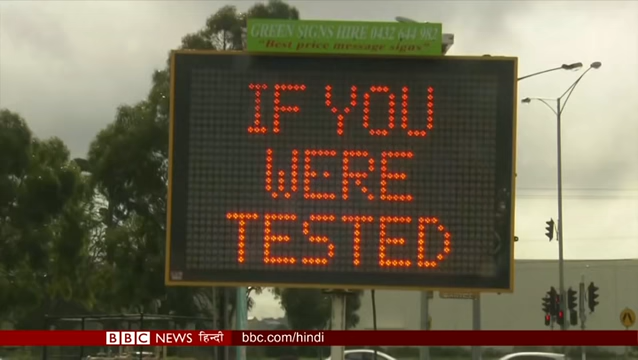 GREEN SIGNS HIRE 0432 644 982
"Best price message signs"
IF YOU
WERE
TESTED
BBC NEWS हिन्दी bbc.com/hindi